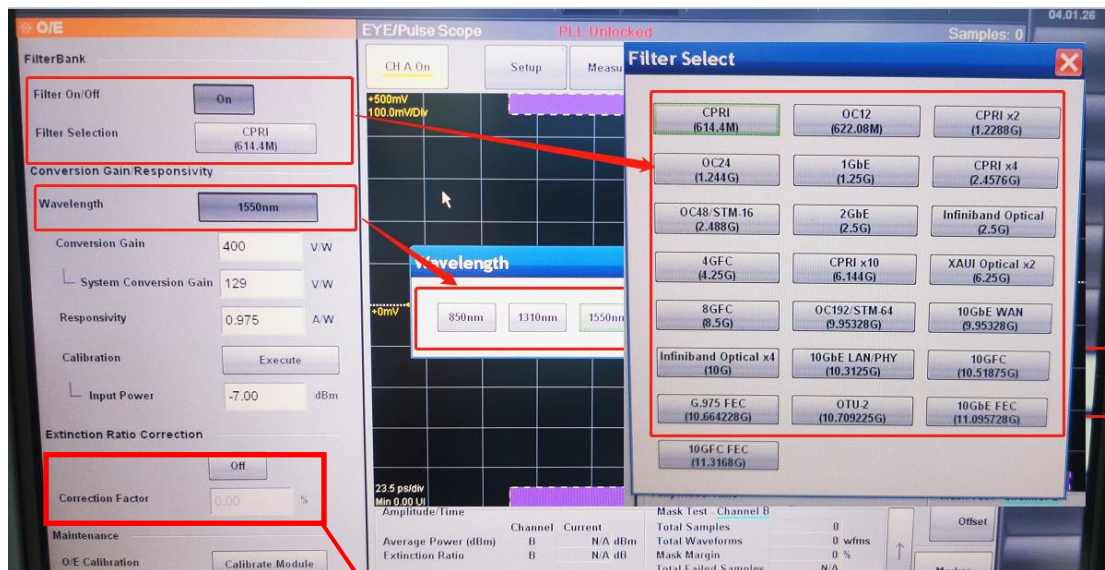 04.01.26
O/E
EYE/Pulse Scope
PLL Unlocked
Samples: 0
FilterBank
Filter On/Off
On
Filter Selection
CPRI
(614.4M)
Conversion Gain/Responsivity
Wavelength
1550nm
Conversion Gain
400
V/W
System Conversion Gain
129
V/W
Responsivity
0.975
A/W
Calibration
Execute
Input Power
-7.00
dBm
Extinction Ratio Correction
Off
Correction Factor
0.00
%
Maintenance
O/E Calibration
Calibrate Module
CH A On
Setup
+500mV
100.0mV/Div
+0mV
23.5 ps/div
Min 0.00 UI
Wavelength
850nm
1310nm
Filter Select
CPRI
(614.4M)
OC12
(622.08M)
CPRI x2
(1.2288G)
OC24
(1.244G)
1GbE
(1.25G)
CPRI x4
(2.4576G)
OC48/STM-16
(2.488G)
2GbE
(2.5G)
Infiniband Optical
(2.5G)
4GFC
(4.25G)
CPRI x10
(6.144G)
XAUI Optical x2
(6.25G)
8GFC
(8.5G)
OC192/STM-64
(9.95328G)
10GbE WAN
(9.95328G)
Infiniband Optical x4
(10G)
10GbE LAN/PHY
(10.3125G)
10GFC
(10.51875G)
G.975 FEC
(10.664228G)
OTU-2
(10.709225G)
10GbE FEC
(11.095728G)
10GFC FEC
(11.3168G)
Amplitude/Time
Channel Current
Average Power (dBm) B N/A dBm
Extinction Ratio B N/A dB
Mask Test - Channel B
Total Samples 0
Total Waveforms 0 wfms
Mask Margin 0 %
Total Failed Samples N/A
Offset